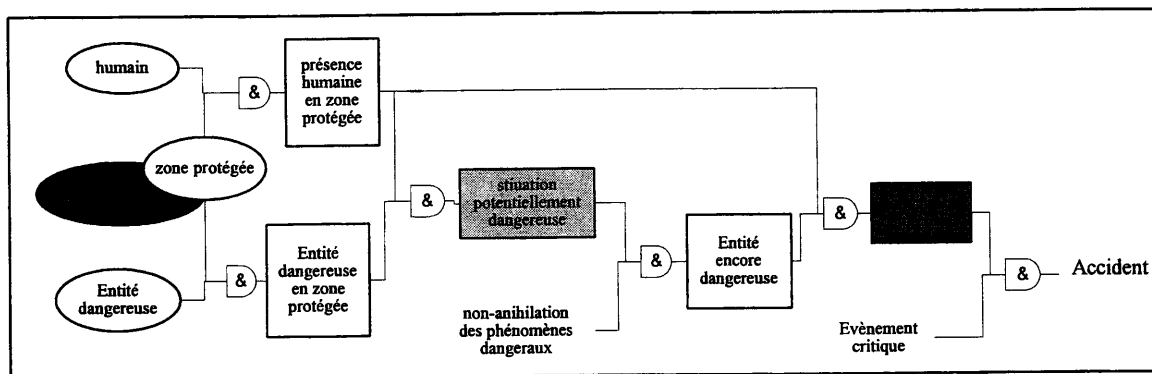 humain
&
présence
humaine
en zone
protégée
zone protégée
&
stiuation
potentiellement
dangereuse
&
Entité
dangereuse
&
Entité
dangereuse
en zone
protégée
&
Entité
encore
dangereuse
&
Accident
non-anihilation
des phénomènes
dangeraux
Evènement
critique